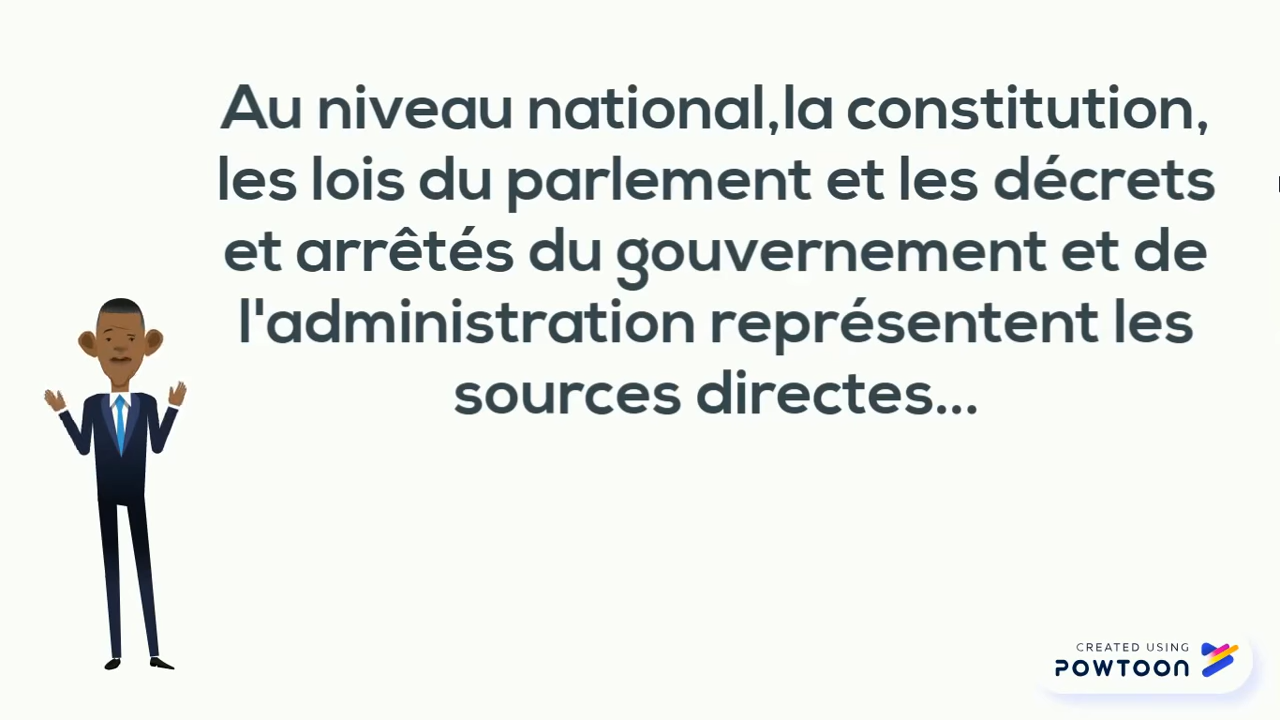 Au niveau national,la constitution,
les lois du parlement et les décrets
et arrêtés du gouvernement et de
l'administration représentent les
sources directes...
CREATED USING
POWTOON